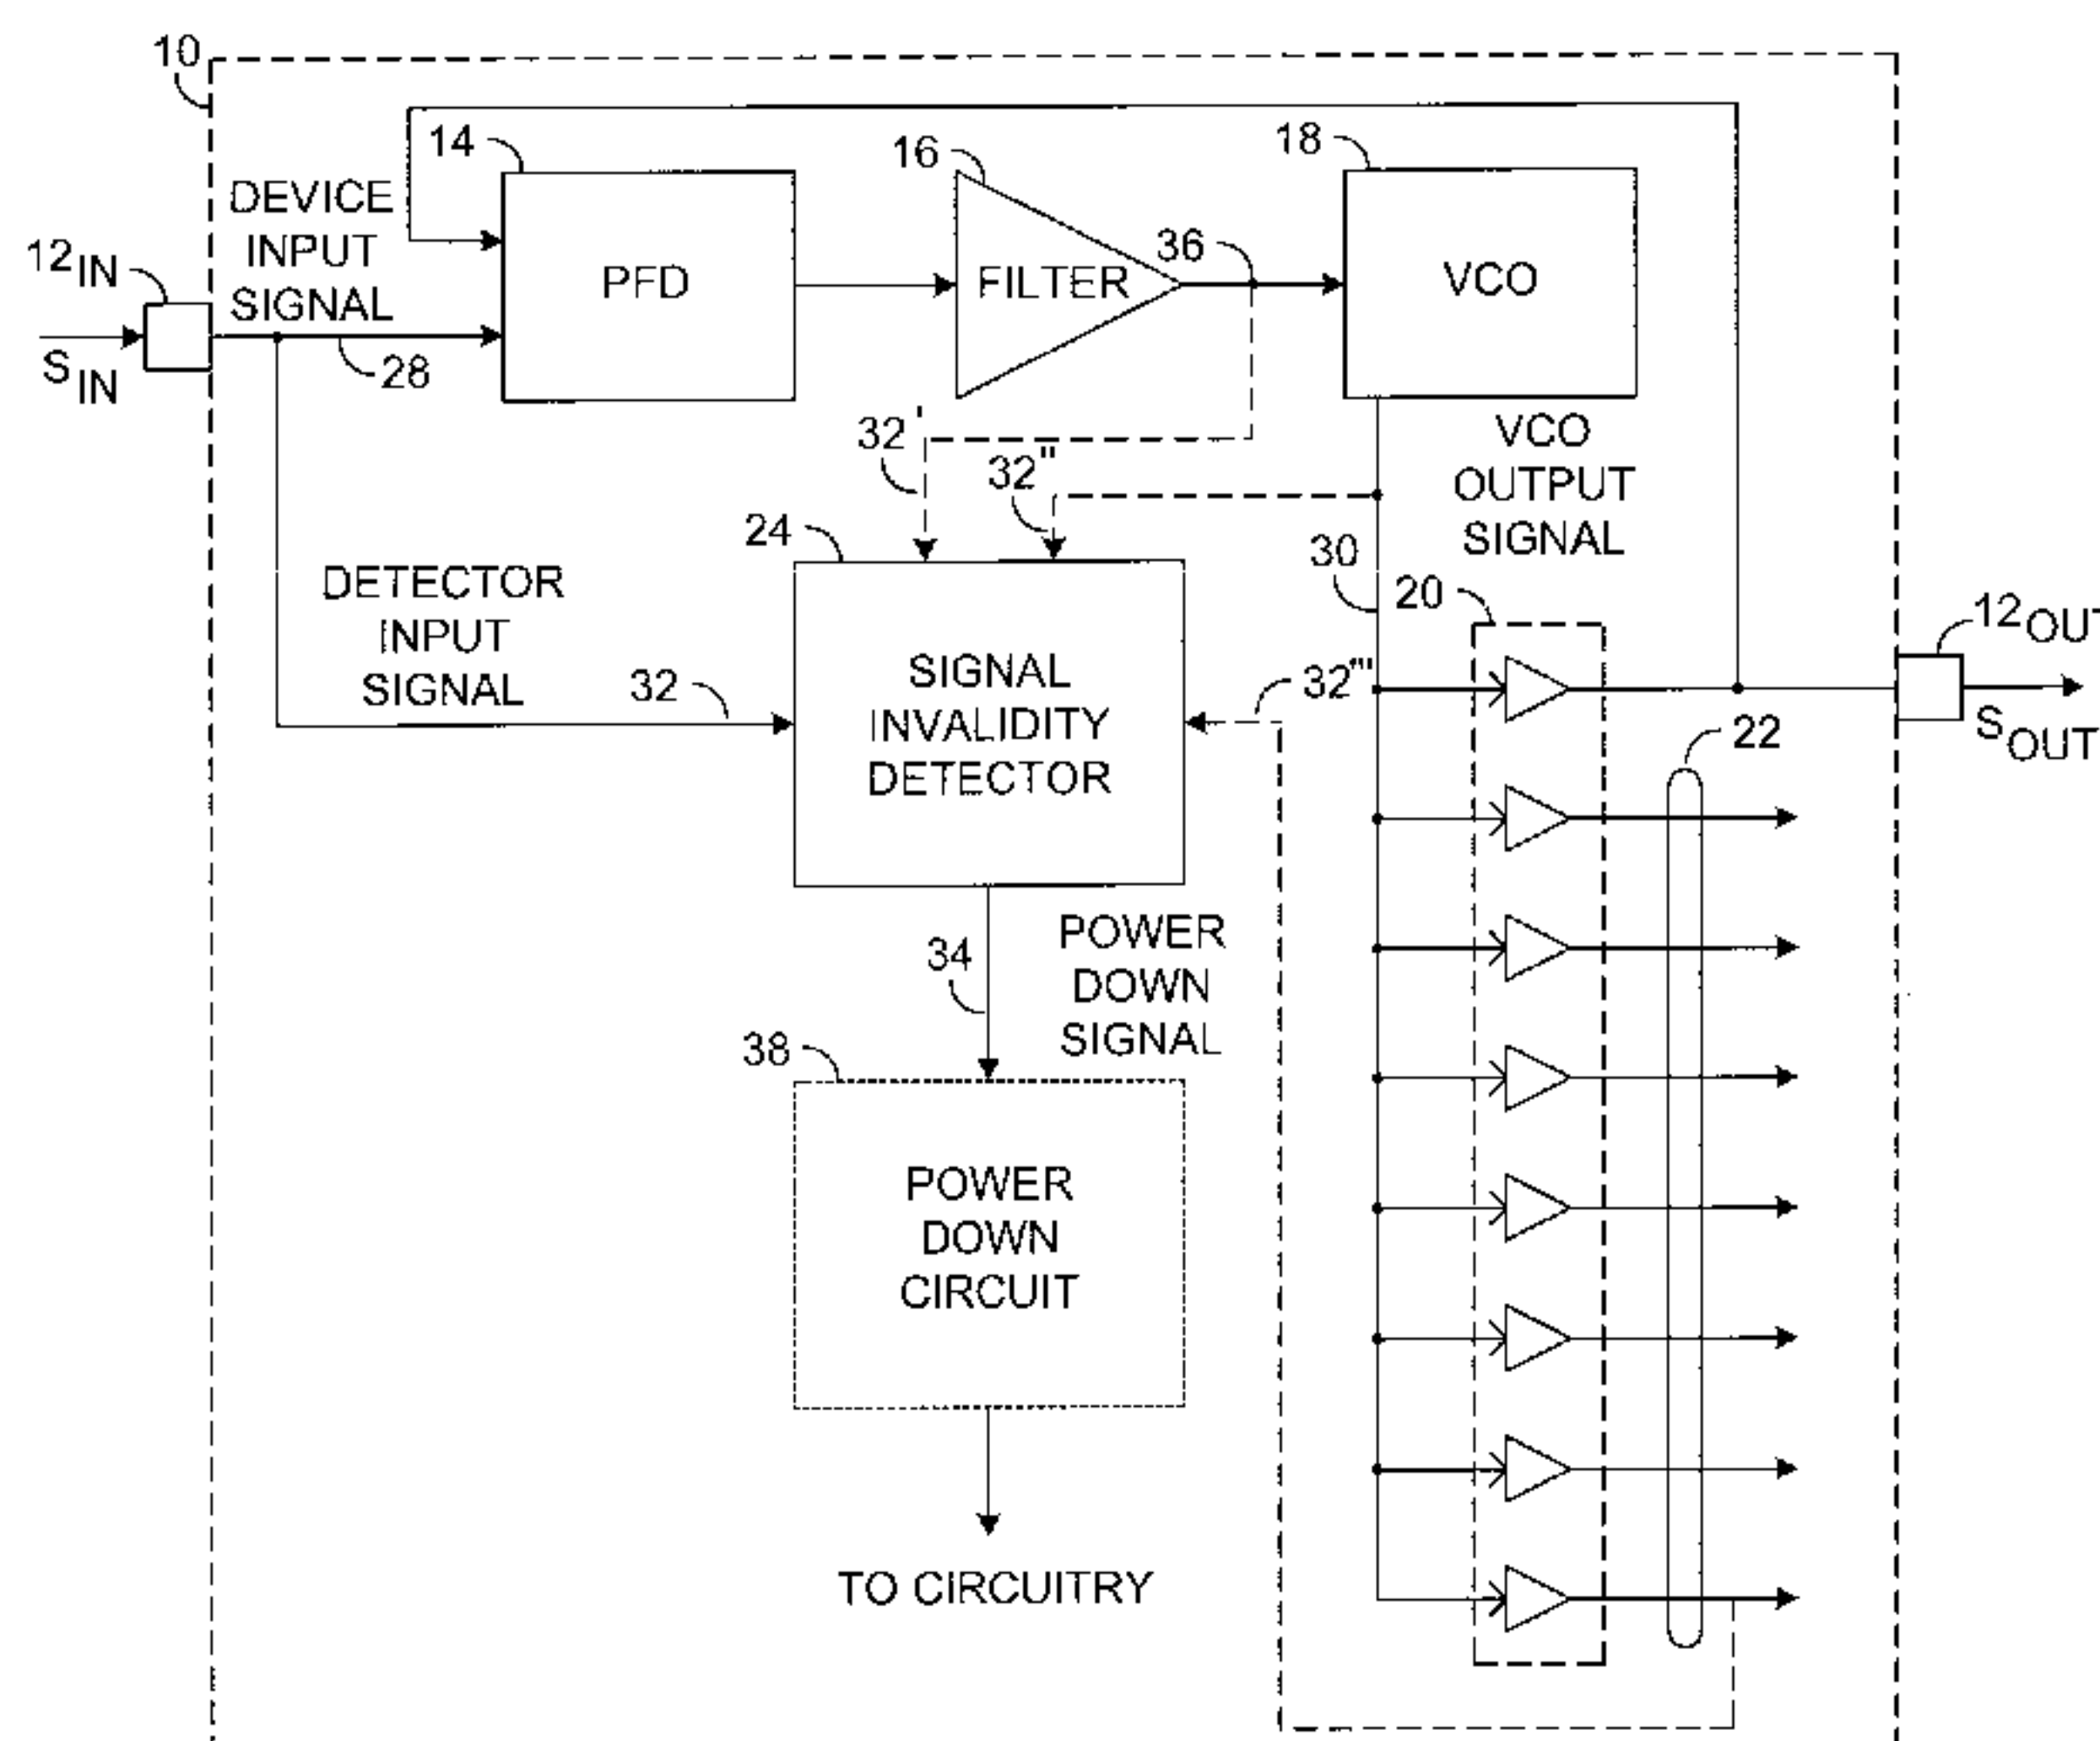 10
14
16
18
DEVICE
INPUT
SIGNAL
12IN
SIN
28
PFD
FILTER
36
VCO
32'
32"
VCO
OUTPUT
SIGNAL
24
30
20
DETECTOR
INPUT
SIGNAL
32
SIGNAL
INVALIDITY
DETECTOR
32'''
12OUT
SOUT
22
34
POWER
DOWN
SIGNAL
38
POWER
DOWN
CIRCUIT
TO CIRCUITRY